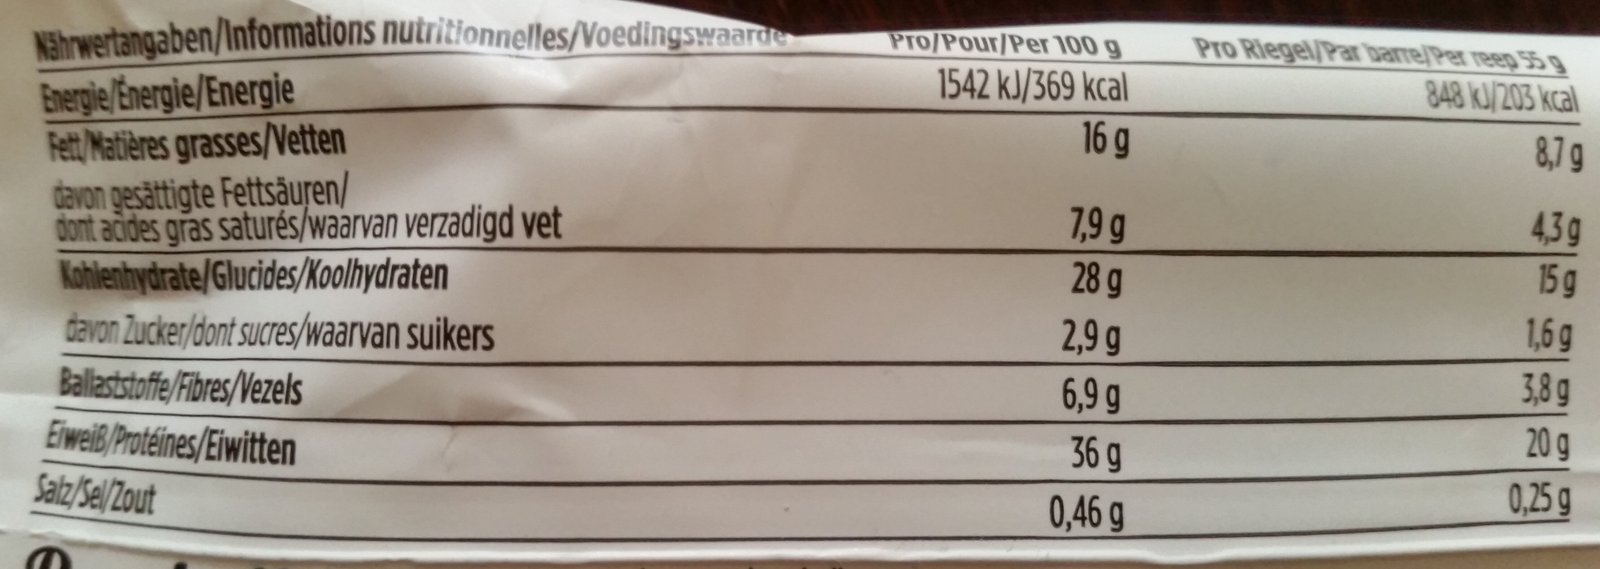 Nährwertangaben/Informations nutritionnelles/Voedingswaarde Pro/Pour/Per 100 g Pro Riegel/Par barre/Per reep 55 g
Energie/Énergie/Energie 1542 kJ/369 kcal 848 kJ/203 kcal
Fett/Matières grasses/Vetten 16 g 8,7 g
davon gesättigte Fettsäuren/
dont acides gras saturés/waarvan verzadigd vet 7,9 g 4,3 g
Kohlenhydrate/Glucides/Koolhydraten 28 g 15 g
davon Zucker/dont sucres/waarvan suikers 2,9 g 1,6 g
Ballaststoffe/Fibres/Vezels 6,9 g 3,8 g
Eiweiß/Protéines/Eiwitten 36 g 20 g
Salz/Sel/Zout 0,46 g 0,25 g